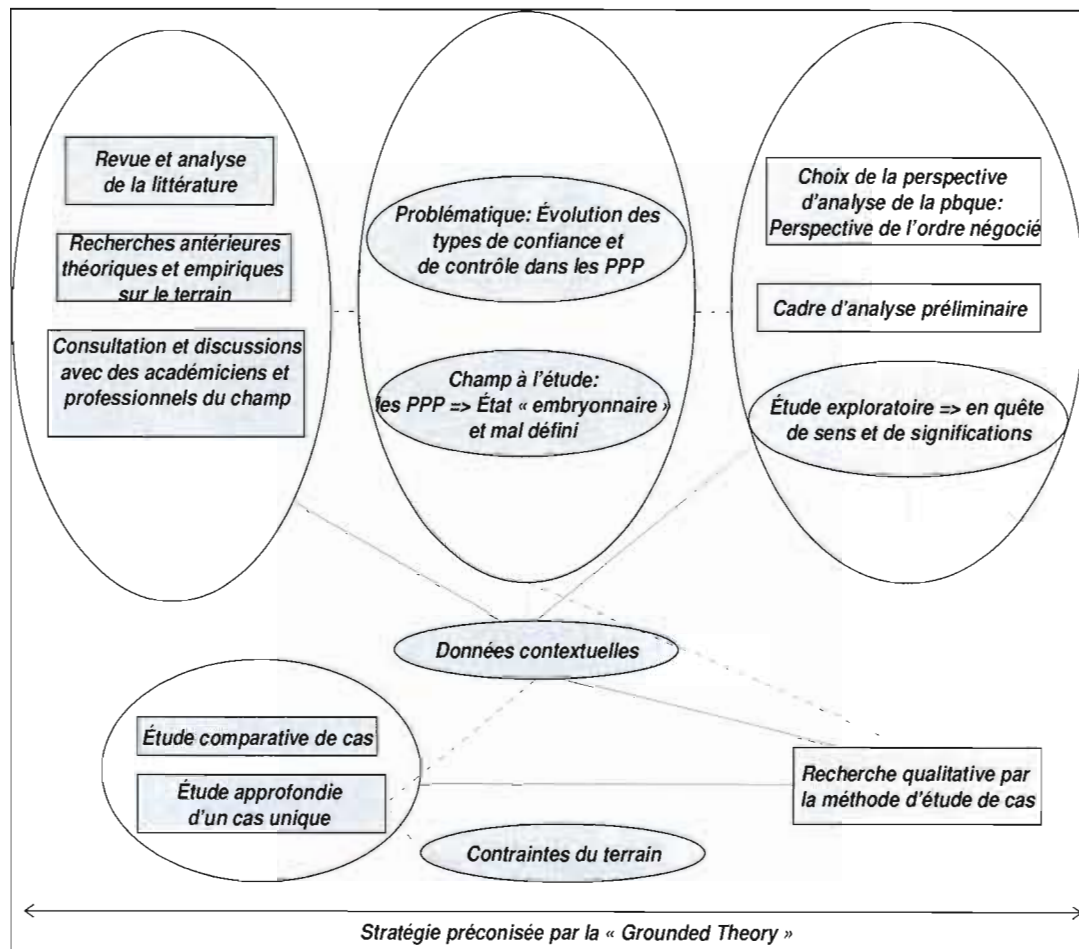 Revue et analyse
de la littérature
Recherches antérieures
théoriques et empiriques
sur le terrain
Consultation et discussions
avec des académiciens et
professionnels du champ
Problématique: Évolution des
types de confiance et
de contrôle dans les PPP
Champ à l'étude:
les PPP => État « embryonnaire »
et mal défini
Choix de la perspective
d'analyse de la pbque:
Perspective de l'ordre négocié
Cadre d'analyse préliminaire
Étude exploratoire => en quête
de sens et de significations
Données contextuelles
Étude comparative de cas
Étude approfondie
d'un cas unique
Recherche qualitative par
la méthode d'étude de cas
Contraintes du terrain
Stratégie préconisée par la « Grounded Theory »